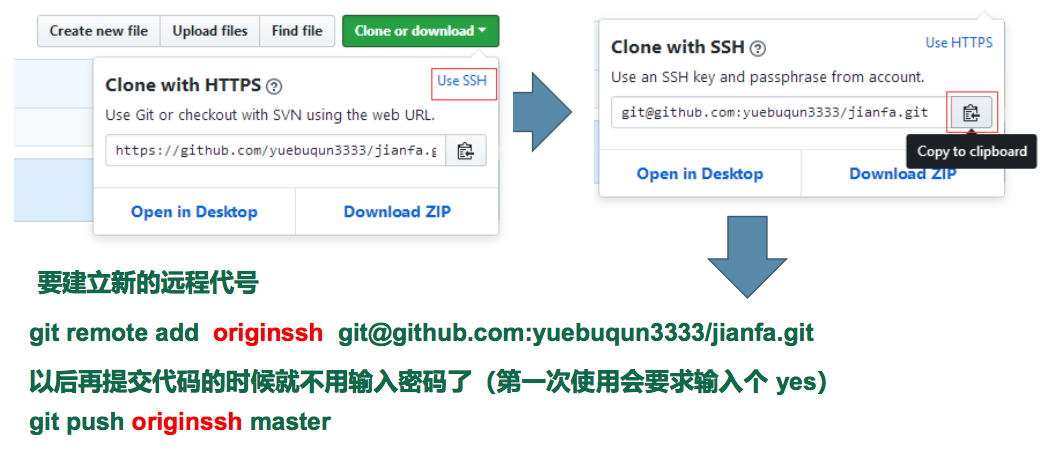 Create new file
Upload files
Find file
Clone or download
Clone with HTTPS
Use SSH
Use Git or checkout with SVN using the web URL.
https://github.com/yuebuqun3333/jianfa.g
Open in Desktop
Download ZIP
Clone with SSH
Use HTTPS
Use an SSH key and passphrase from account.
git@github.com:yuebuqun3333/jianfa.git
Copy to clipboard
Open in Desktop
Download ZIP
要建立新的远程代号
git remote add originssh git@github.com:yuebuqun3333/jianfa.git
以后再提交代码的时候就不用输入密码了（第一次使用会要求输入个 yes）
git push originssh master